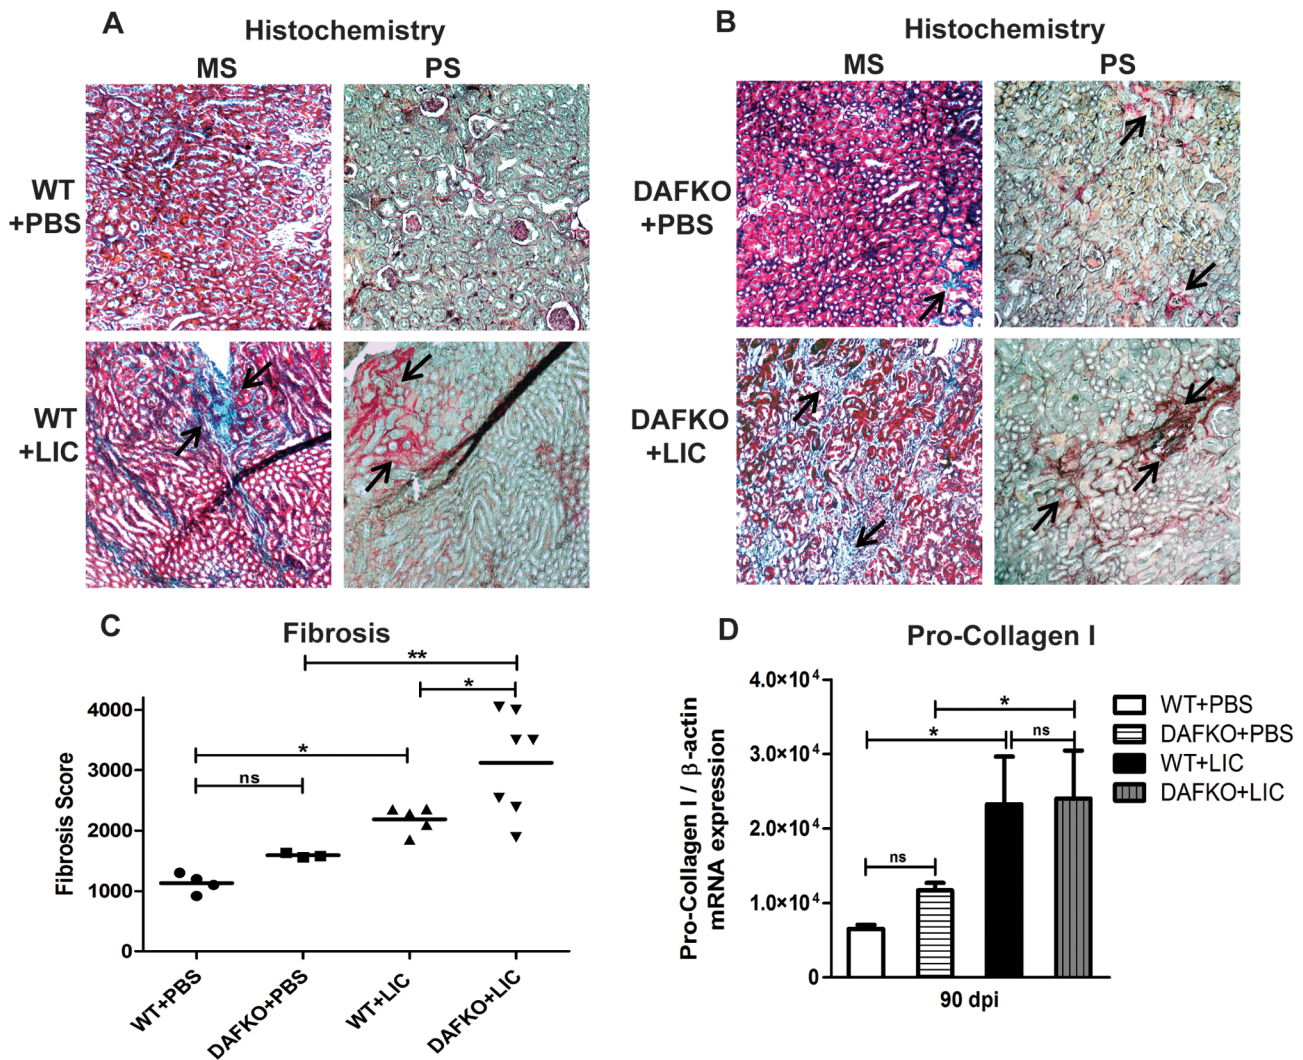 A
Histochemistry
MS
PS
WT
+PBS
WT
+LIC
B
Histochemistry
MS
PS
DAFKO
+PBS
DAFKO
+LIC
C
Fibrosis
**
*
*
ns
Fibrosis Score
4000
3000
2000
1000
0
WT+PBS
DAFKO+PBS
WT+LIC
DAFKO+LIC
D
Pro-Collagen I
Pro-Collagen I / β-actin
mRNA expression
4.0×10⁴
3.0×10⁴
2.0×10⁴
1.0×10⁴
0
*
*
ns
ns
90 dpi
WT+PBS
DAFKO+PBS
WT+LIC
DAFKO+LIC